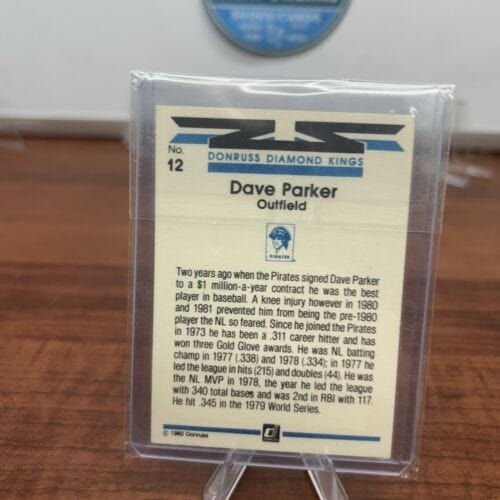 No.
12
DONRUSS DIAMOND KINGS
Dave Parker
Outfield
PIRATES
Two years ago when the Pirates signed Dave Parker
to a $1 million-a-year contract he was the best
player in baseball. A knee injury however in 1980
and 1981 prevented him from being the pre-1980
player the NL so feared. Since he joined the Pirates
in 1973 he has been a .311 career hitter and has
won three Gold Glove awards. He was NL batting
champ in 1977 (.338) and 1978 (.334); in 1977 he
led the league in hits (215) and doubles (44). He was
the NL MVP in 1978, the year he led the league
with 340 total bases and was 2nd in RBI with 117.
He hit .345 in the 1979 World Series.
© 1982 Donruss